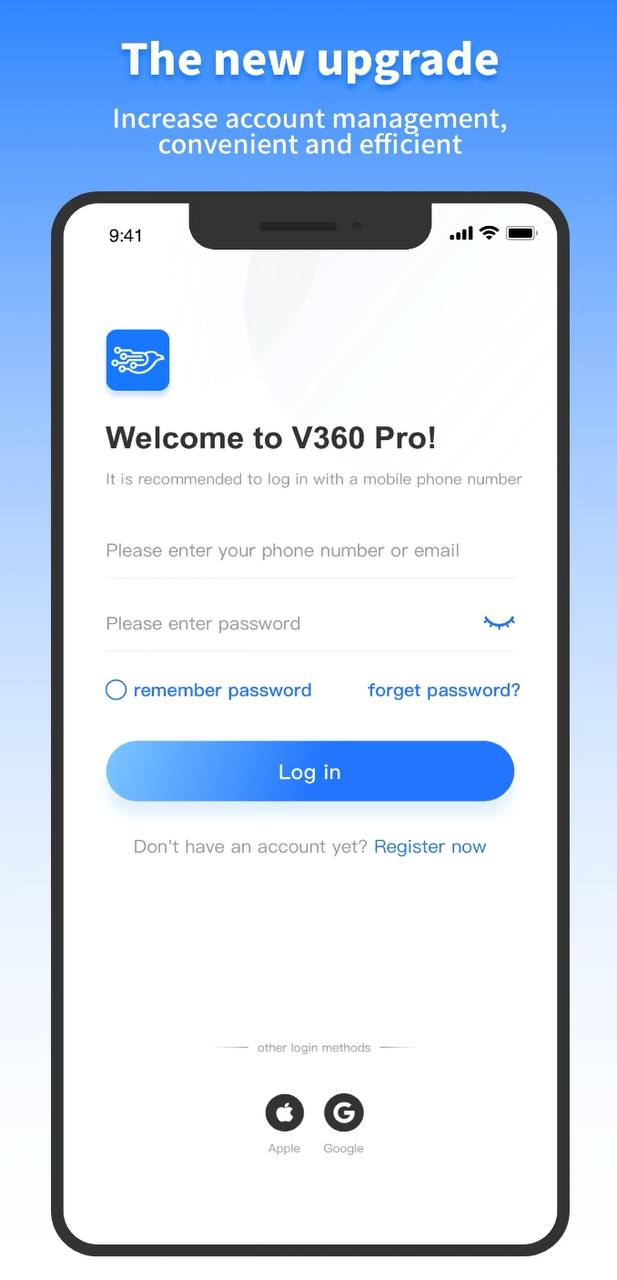 The new upgrade
Increase account management,
convenient and efficient
9:41
Welcome to V360 Pro!
It is recommended to log in with a mobile phone number
Please enter your phone number or email
Please enter password
remember password forget password?
Log in
Don't have an account yet? Register now
other login methods
Apple Google